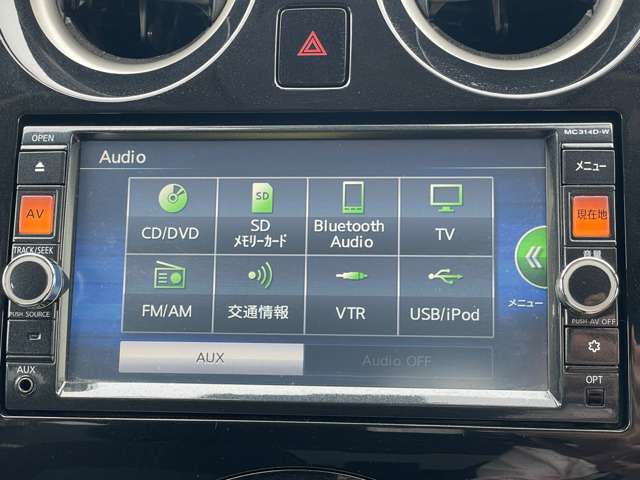 OPEN
MC314D-W
Audio
メニュー
AV
CD/DVD
SD
メモリーカード
Bluetooth
Audio
TV
現在地
TRACK/SEEK
音量
FM/AM
交通情報
VTR
USB/iPod
メニュー
PUSH SOURCE
PUSH AV OFF
AUX
Audio OFF
AUX
OPT